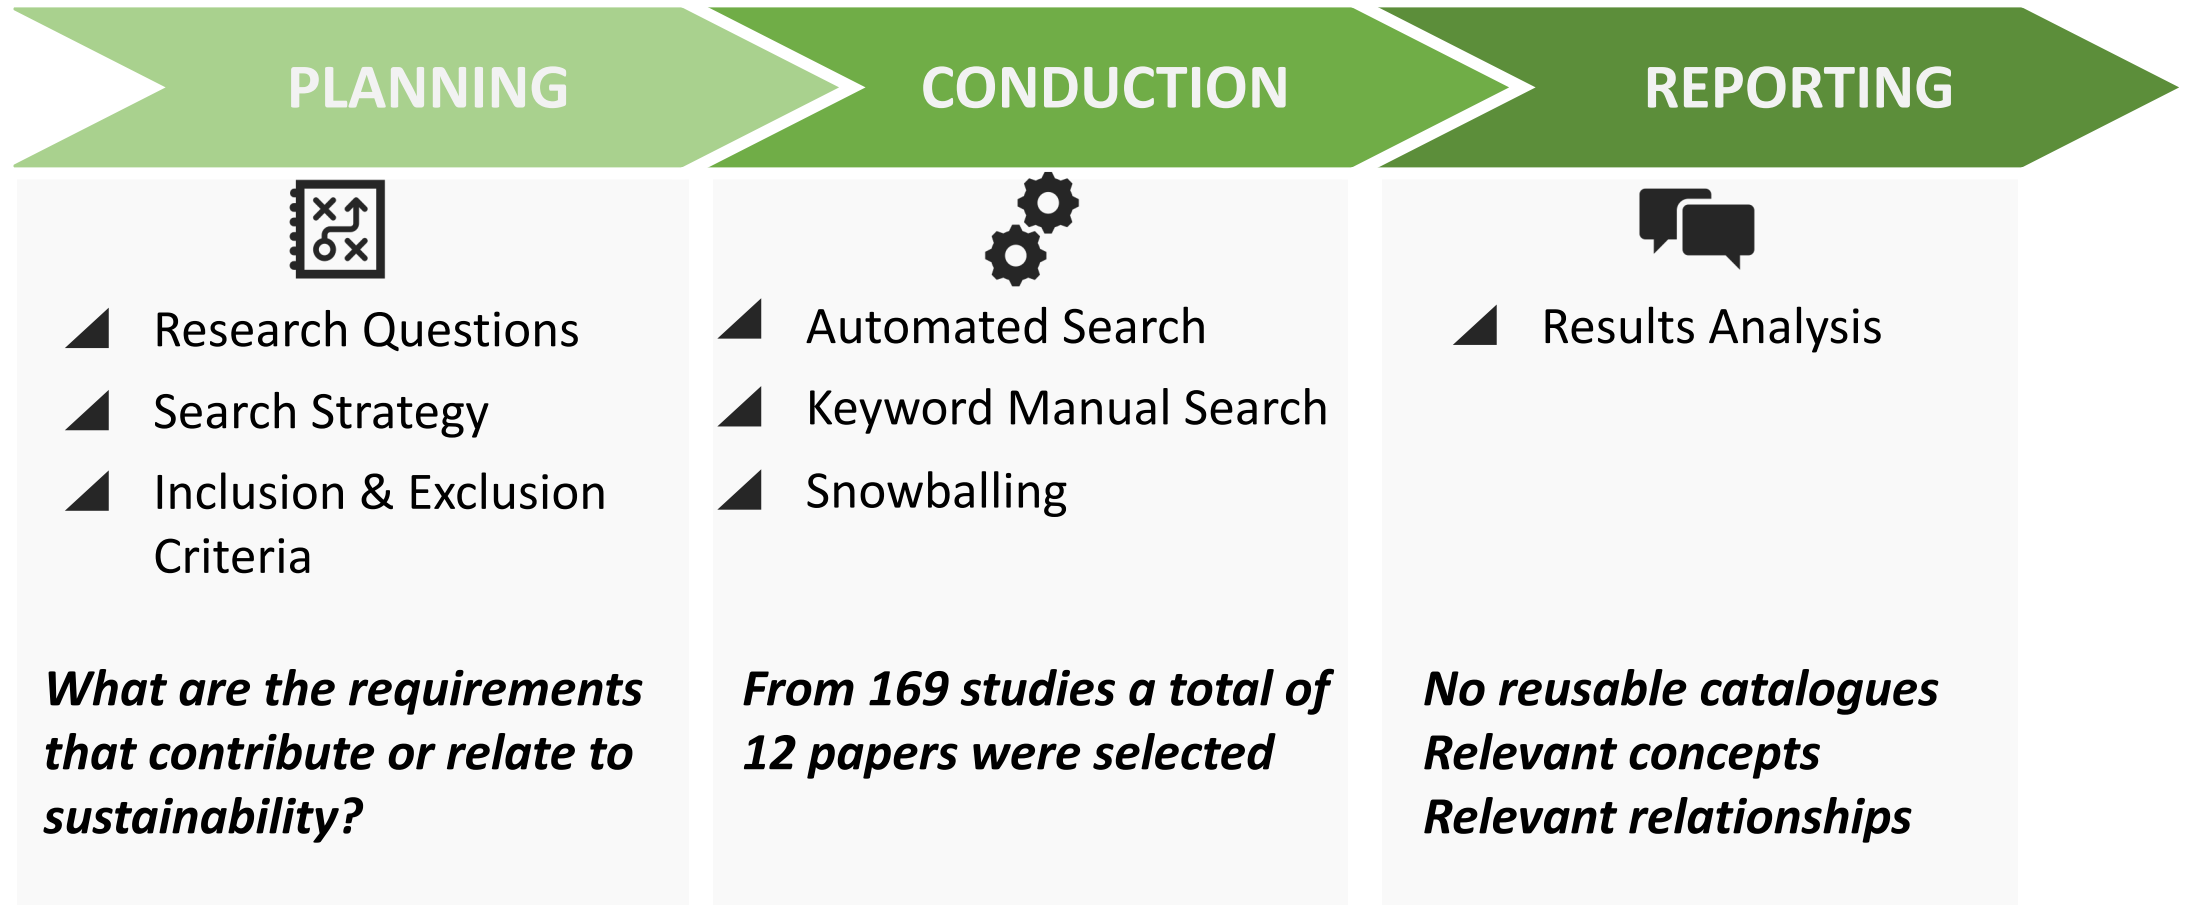 PLANNING
CONDUCTION
REPORTING
Research Questions
Search Strategy
Inclusion & Exclusion
Criteria
What are the requirements
that contribute or relate to
sustainability?
Automated Search
Keyword Manual Search
Snowballing
From 169 studies a total of
12 papers were selected
Results Analysis
No reusable catalogues
Relevant concepts
Relevant relationships